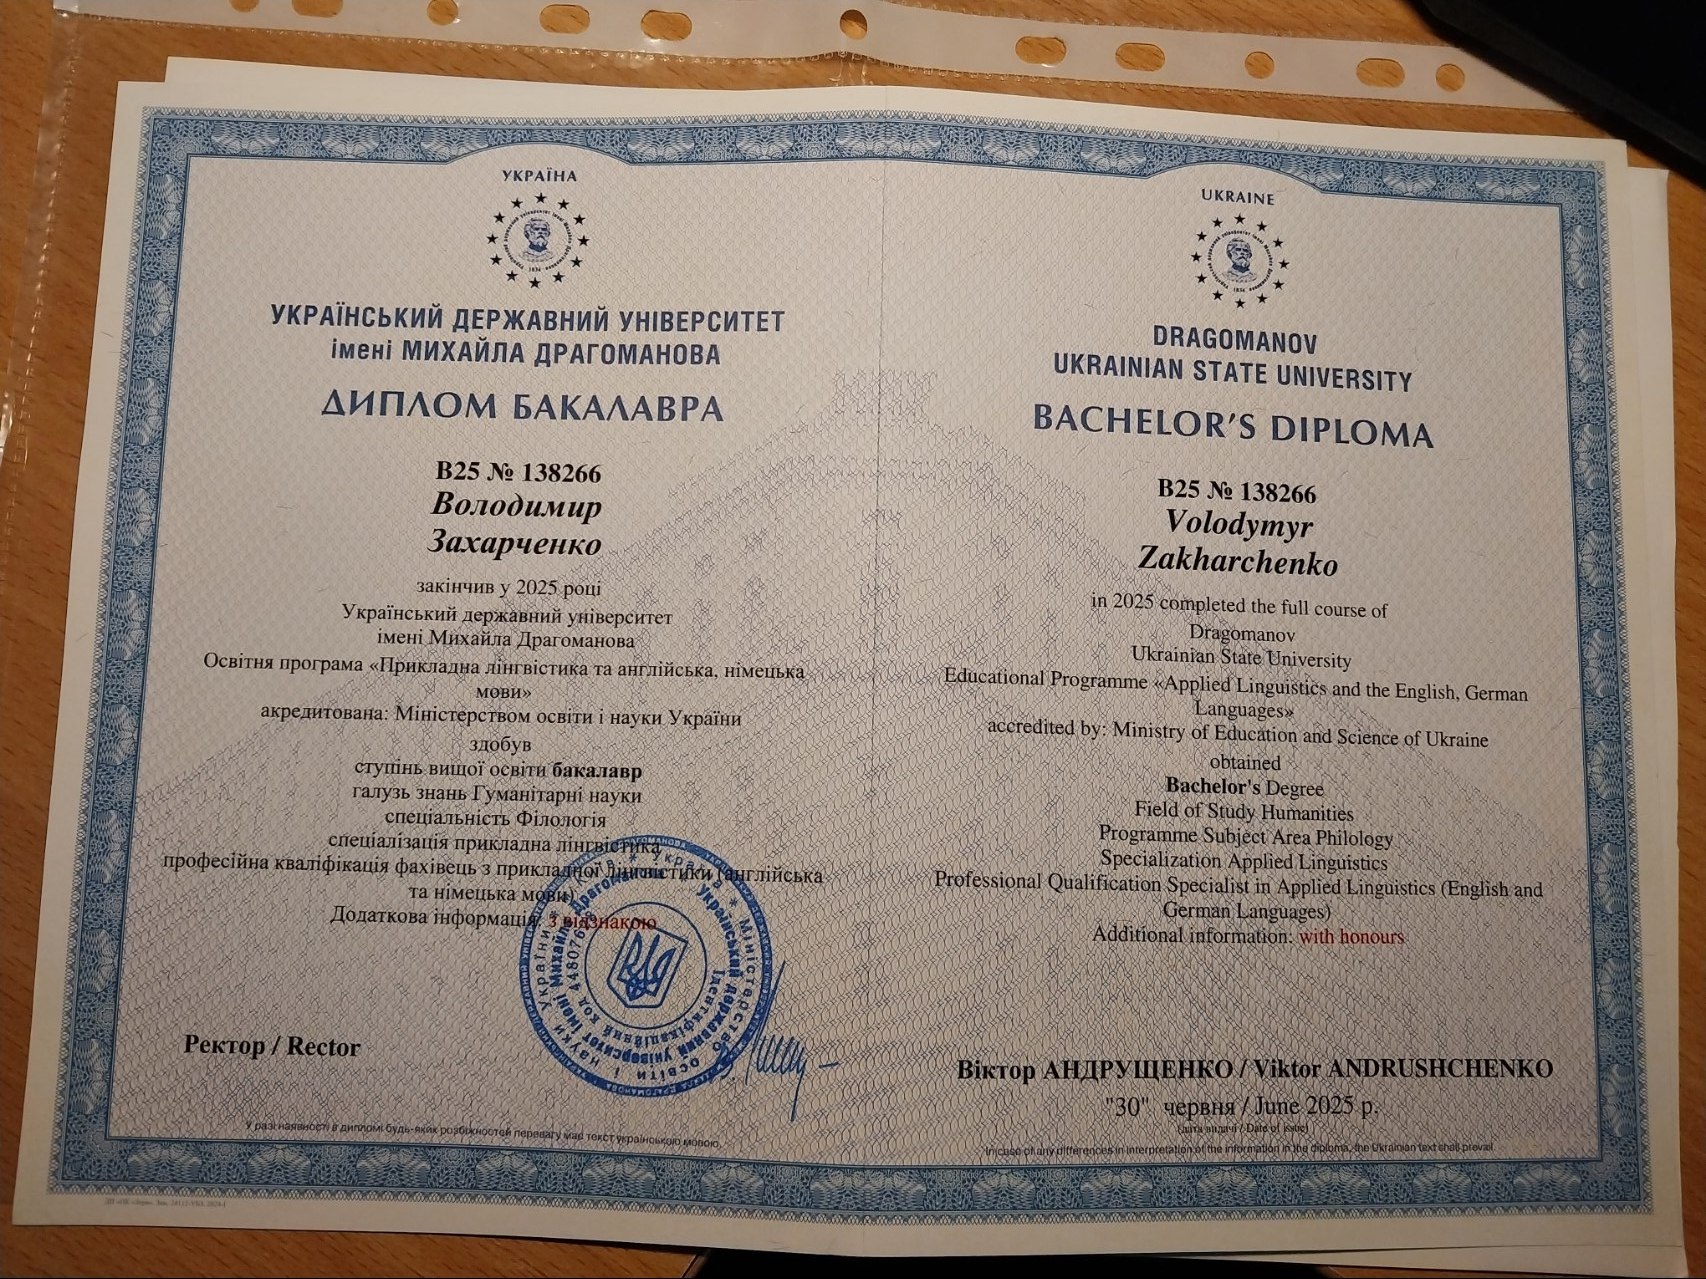 УКРАЇНА
УКРАЇНСЬКИЙ ДЕРЖАВНИЙ УНІВЕРСИТЕТ
імені МИХАЙЛА ДРАГОМАНОВА
ДИПЛОМ БАКАЛАВРА
B25 № 138266
Володимир
Захарченко
закінчив у 2025 році
Український державний університет
імені Михайла Драгоманова
Освітня програма «Прикладна лінгвістика та англійська, німецька
мови»
акредитована: Міністерством освіти і науки України
здобув
ступінь вищої освіти бакалавр
галузь знань Гуманітарні науки
спеціальність Філологія
спеціалізація прикладна лінгвістика
професійна кваліфікація фахівець з прикладної лінгвістики (англійська
та німецька мови)
Додаткова інформація: з відзнакою
Ректор / Rector
У разі наявності в дипломі будь-яких розбіжностей перевагу має текст українською мовою.
UKRAINE
DRAGOMANOV
UKRAINIAN STATE UNIVERSITY
BACHELOR'S DIPLOMA
B25 № 138266
Volodymyr
Zakharchenko
in 2025 completed the full course of
Dragomanov
Ukrainian State University
Educational Programme «Applied Linguistics and the English, German
Languages»
accredited by: Ministry of Education and Science of Ukraine
obtained
Bachelor's Degree
Field of Study Humanities
Programme Subject Area Philology
Specialization Applied Linguistics
Professional Qualification Specialist in Applied Linguistics (English and
German Languages)
Additional information: with honours
Віктор АНДРУЩЕНКО / Viktor ANDRUSHCHENKO
"30" червня / June 2025 р.
(дата видачі / Date of issue)
In case of any differences in interpretation of the information in the diploma, the Ukrainian text shall prevail.